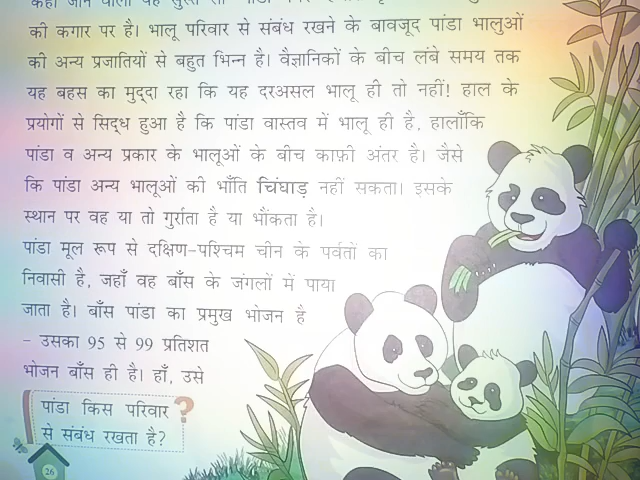 की कगार पर है। भालू परिवार से संबंध रखने के बावजूद पांडा भालुओं
की अन्य प्रजातियों से बहुत भिन्न है। वैज्ञानिकों के बीच लंबे समय तक
यह बहस का मुद्दा रहा कि यह दरअसल भालू ही तो नहीं! हाल के
प्रयोगों से सिद्ध हुआ है कि पांडा वास्तव में भालू ही है, हालाँकि
पांडा व अन्य प्रकार के भालूओं के बीच काफ़ी अंतर है। जैसे
कि पांडा अन्य भालूओं की भाँति चिंघाड़ नहीं सकता। इसके
स्थान पर वह या तो गुर्राता है या भौंकता है।
पांडा मूल रूप से दक्षिण-पश्चिम चीन के पर्वतों का
निवासी है, जहाँ वह बाँस के जंगलों में पाया
जाता है। बाँस पांडा का प्रमुख भोजन है
- उसका 95 से 99 प्रतिशत
भोजन बाँस ही है। हाँ, उसे
पांडा किस परिवार
से संबंध रखता है?
?
26